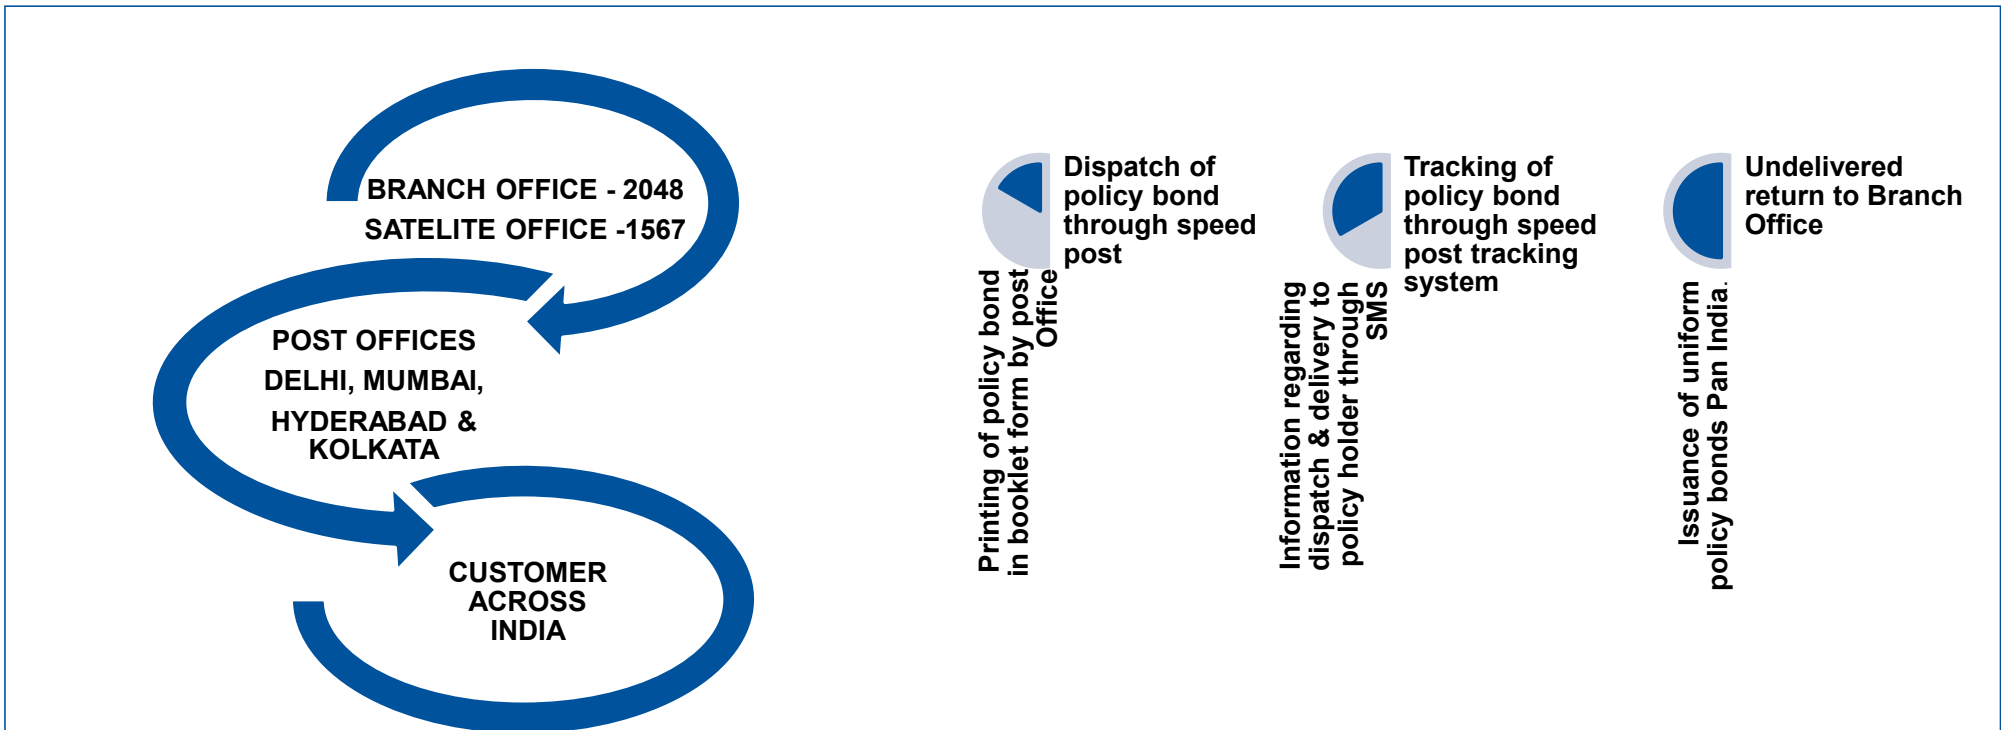 BRANCH OFFICE - 2048
SATELITE OFFICE -1567
POST OFFICES
DELHI, MUMBAI,
HYDERABAD &
KOLKATA
CUSTOMER
ACROSS
INDIA
Dispatch of
policy bond
through speed
post
Printing of policy bond
in booklet form by post
Office
Tracking of
policy bond
through speed
post tracking
system
Information regarding
dispatch & delivery to
policy holder through
SMS
Undelivered
return to Branch
Office
Issuance of uniform
policy bonds Pan India.